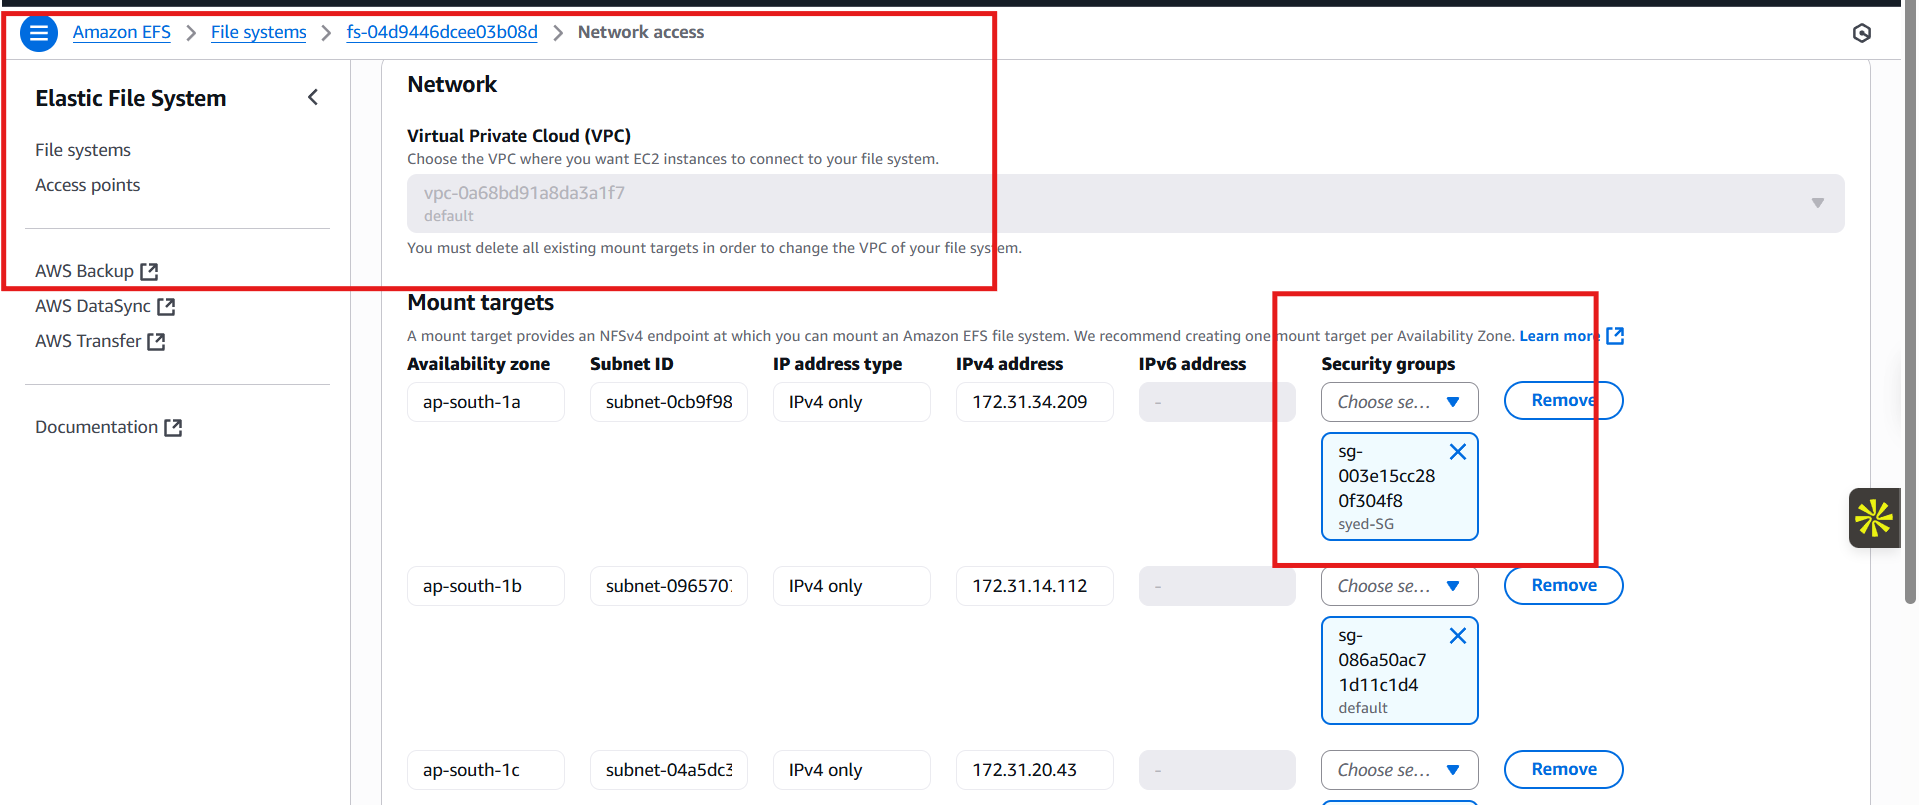 Amazon EFS > File systems > fs-04d9446dcee03b08d > Network access
Elastic File System
File systems
Access points
AWS Backup
AWS DataSync
AWS Transfer
Documentation
Network
Virtual Private Cloud (VPC)
Choose the VPC where you want EC2 instances to connect to your file system.
vpc-0a68bd91a8da3a1f7
default
You must delete all existing mount targets in order to change the VPC of your file system.
Mount targets
A mount target provides an NFSv4 endpoint at which you can mount an Amazon EFS file system. We recommend creating one mount target per Availability Zone. Learn more
Availability zone Subnet ID IP address type IPv4 address IPv6 address Security groups
ap-south-1a subnet-0cb9f98 IPv4 only 172.31.34.209 - Choose se... Remove
sg-
003e15cc28
0f304f8
syed-SG
ap-south-1b subnet-096570 IPv4 only 172.31.14.112 - Choose se... Remove
sg-
086a50ac7
1d11c1d4
default
ap-south-1c subnet-04a5dc3 IPv4 only 172.31.20.43 - Choose se... Remove